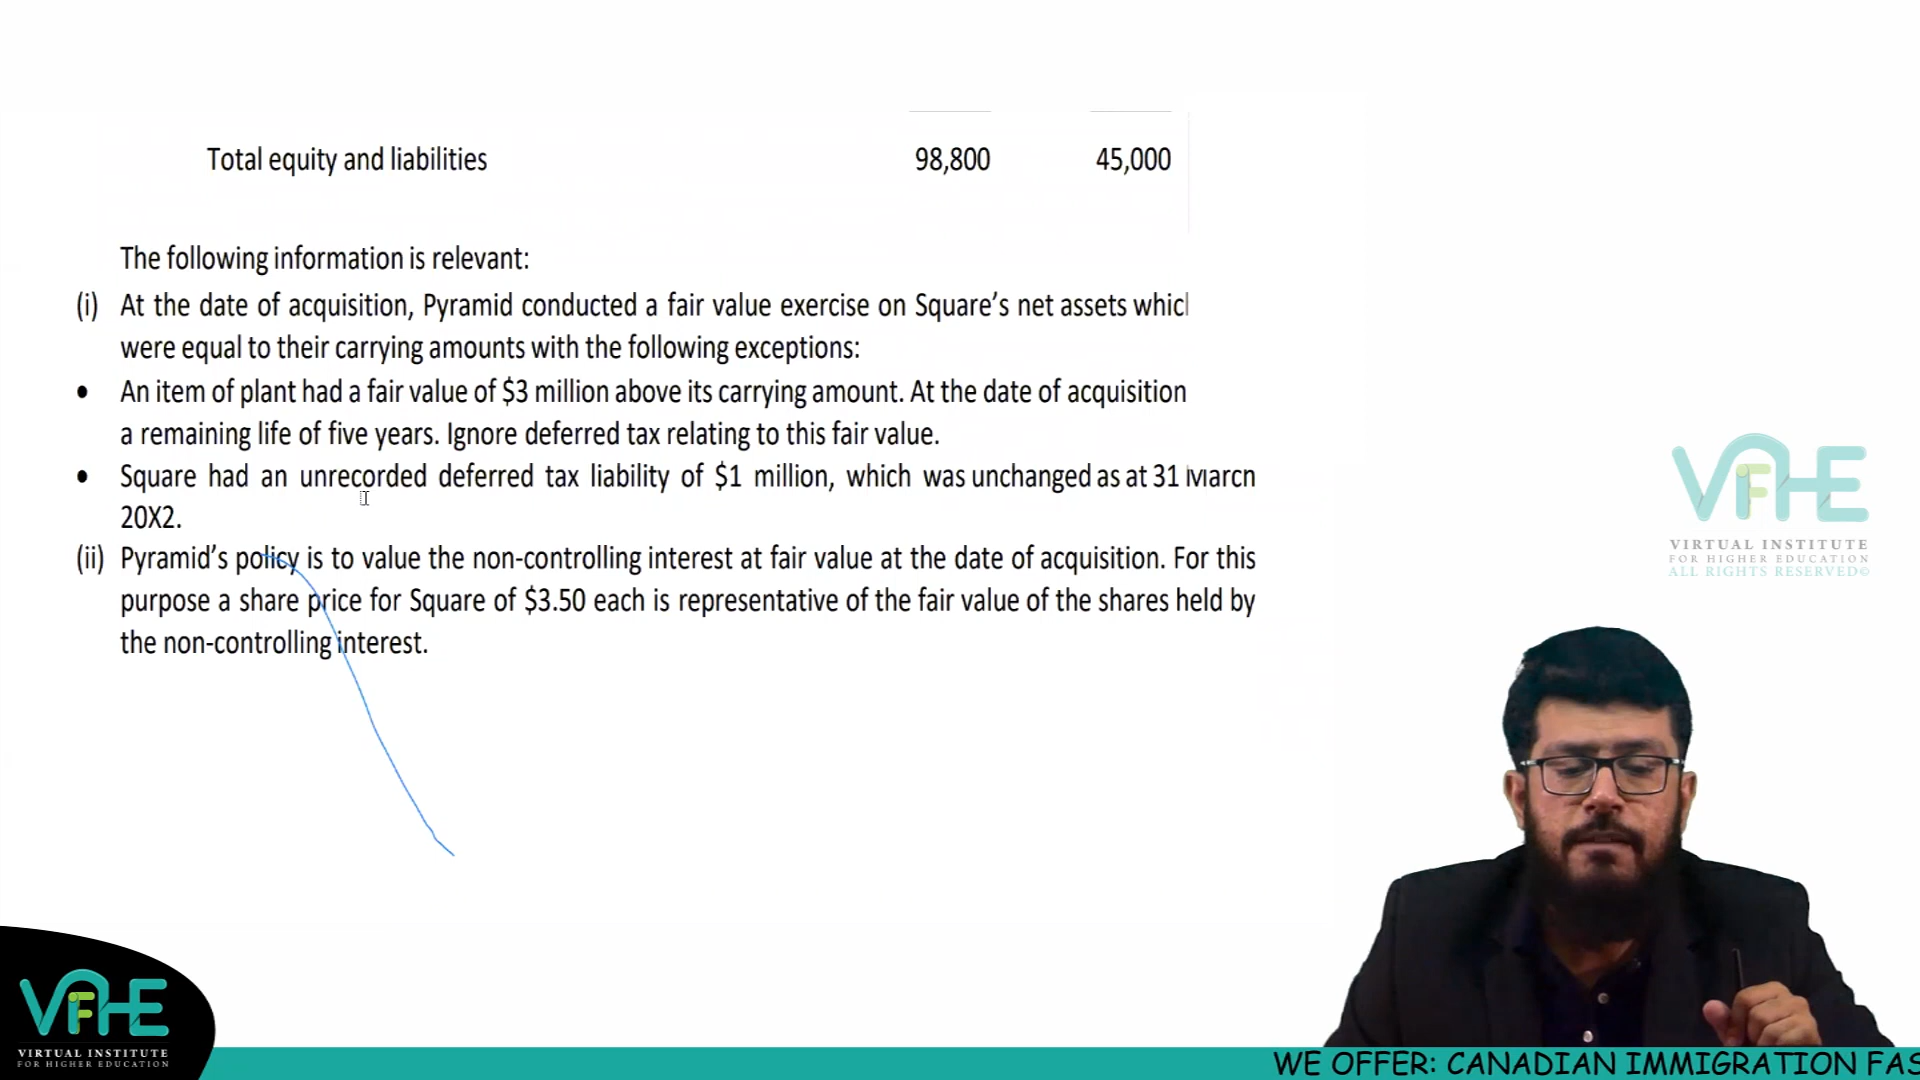 Total equity and liabilities 98,800 45,000
The following information is relevant:
(i) At the date of acquisition, Pyramid conducted a fair value exercise on Square’s net assets which
were equal to their carrying amounts with the following exceptions:
• An item of plant had a fair value of $3 million above its carrying amount. At the date of acquisition
a remaining life of five years. Ignore deferred tax relating to this fair value.
• Square had an unrecorded deferred tax liability of $1 million, which was unchanged as at 31 March
20X2.
(ii) Pyramid’s policy is to value the non-controlling interest at fair value at the date of acquisition. For this
purpose a share price for Square of $3.50 each is representative of the fair value of the shares held by
the non-controlling interest.
VIFHE
VIRTUAL INSTITUTE
FOR HIGHER EDUCATION
ALL RIGHTS RESERVED©
VIFHE
VIRTUAL INSTITUTE
FOR HIGHER EDUCATION
WE OFFER: CANADIAN IMMIGRATION FAS